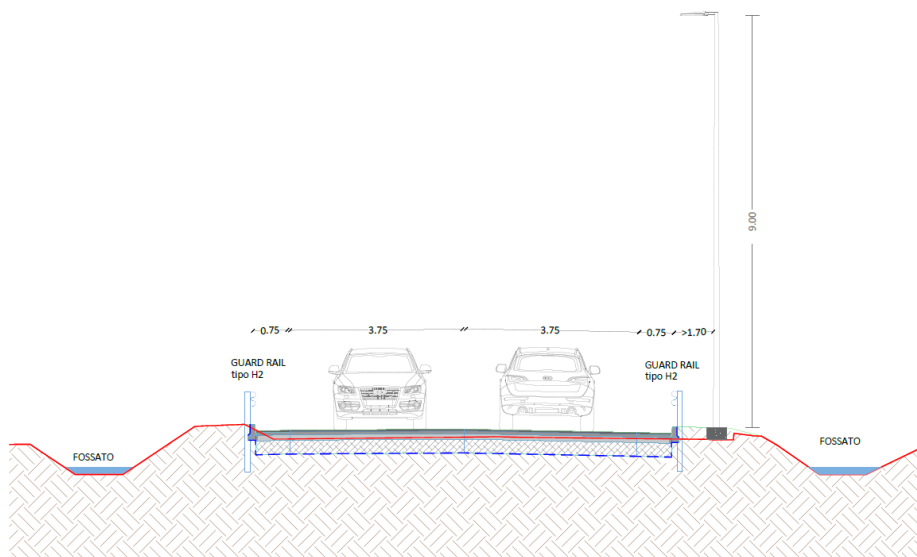 9.00
0.75
3.75
3.75
0.75
>1.70
GUARD RAIL
tipo H2
GUARD RAIL
tipo H2
FOSSATO
FOSSATO